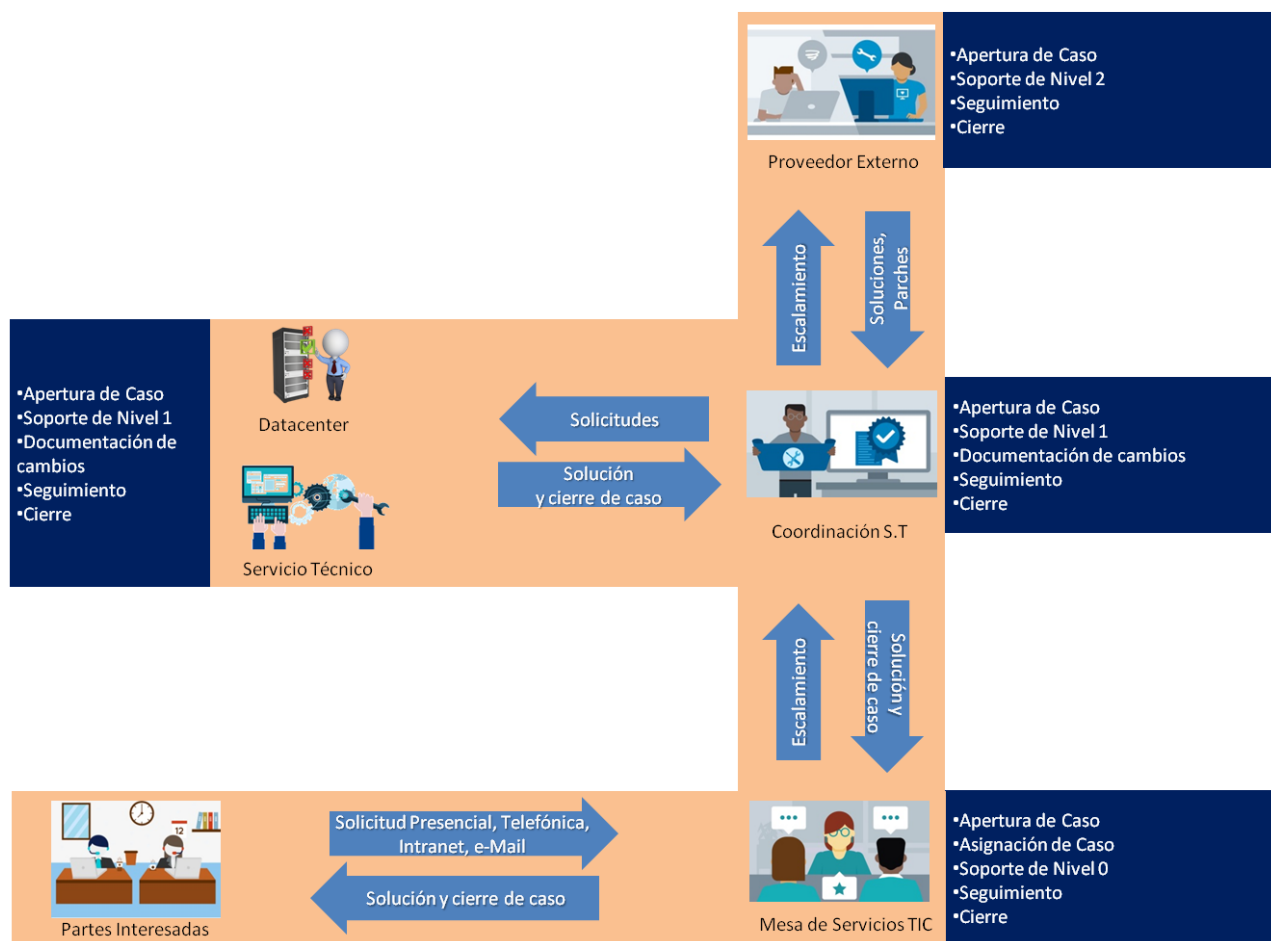 •Apertura de Caso
•Soporte de Nivel 2
•Seguimiento
•Cierre
Proveedor Externo
Escalamiento
Soluciones,
Parches
•Apertura de Caso
•Soporte de Nivel 1
•Documentación de
cambios
•Seguimiento
•Cierre
Datacenter
Servicio Técnico
Solicitudes
Solución
y cierre de caso
Coordinación S.T
•Apertura de Caso
•Soporte de Nivel 1
•Documentación de cambios
•Seguimiento
•Cierre
Escalamiento
Solución y
cierre de caso
12
Partes Interesadas
Solicitud Presencial, Telefónica,
Intranet, e-Mail
Solución y cierre de caso
Mesa de Servicios TIC
•Apertura de Caso
•Asignación de Caso
•Soporte de Nivel 0
•Seguimiento
•Cierre